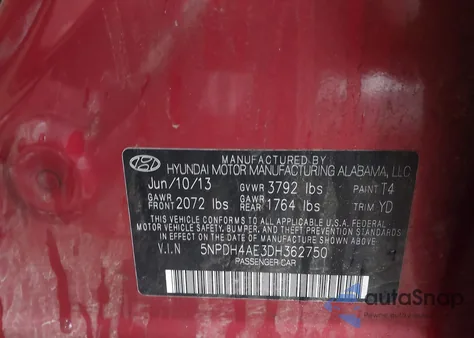 MANUFACTURED BY
HYUNDAI MOTOR MANUFACTURING ALABAMA, LLC
Jun/10/13 GVWR 3792 lbs PAINT T4
GAWR FRONT 2072 lbs GAWR REAR 1764 lbs TRIM YD
THIS VEHICLE CONFORMS TO ALL APPLICABLE U.S.A. FEDERAL
MOTOR VEHICLE SAFETY, BUMPER, AND THEFT
PREVENTION STANDARDS IN EFFECT ON THE DATE OF
MANUFACTURE SHOWN ABOVE.
V.I.N 5NPDH4AE3DH362750
PASSENGER CAR
autoSnap